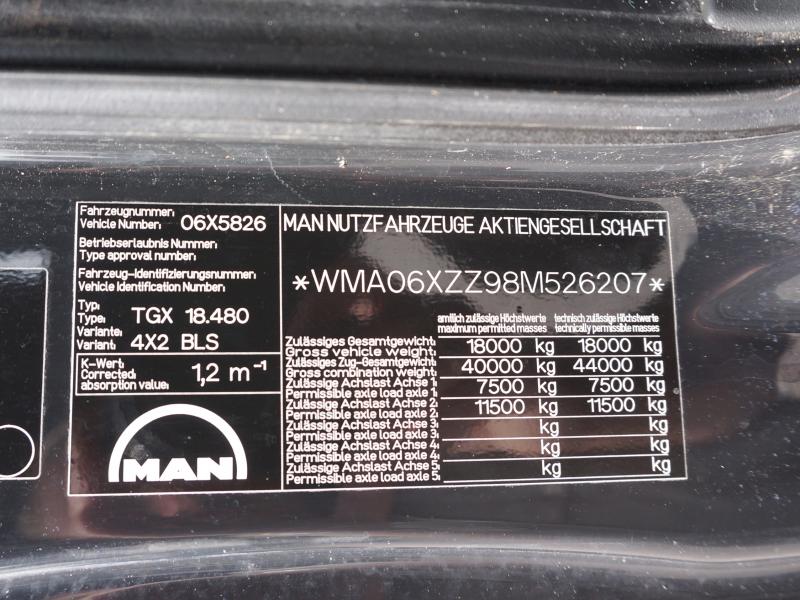 Fahrzeugnummer:
Vehicle Number: 06X5826
Betriebserlaubnis Nummer:
Type approval number:
Fahrzeug-Identifizierungsnummer:
Vehicle Identification Number:
Typ:
Type: TGX 18.480
Variante:
Variant: 4X2 BLS
K-Wert:
Corrected absorption value: 1,2 m⁻¹
MAN
MAN NUTZFAHRZEUGE AKTIENGESELLSCHAFT
*WMA06XZZ98M526207*
amtlich zulässige Höchstwerte technisch zulässige Höchstwerte
maximum permitted masses technically permissible masses
Zulässiges Gesamtgewicht:
Gross vehicle weight: 18000 kg 18000 kg
Zulässiges Zug-Gesamtgewicht:
Gross combination weight: 40000 kg 44000 kg
Zulässige Achslast Achse 1:
Permissible axle load axle 1: 7500 kg 7500 kg
Zulässige Achslast Achse 2:
Permissible axle load axle 2: 11500 kg 11500 kg
Zulässige Achslast Achse 3:
Permissible axle load axle 3: kg kg
Zulässige Achslast Achse 4:
Permissible axle load axle 4: kg kg
Zulässige Achslast Achse 5:
Permissible axle load axle 5: kg kg